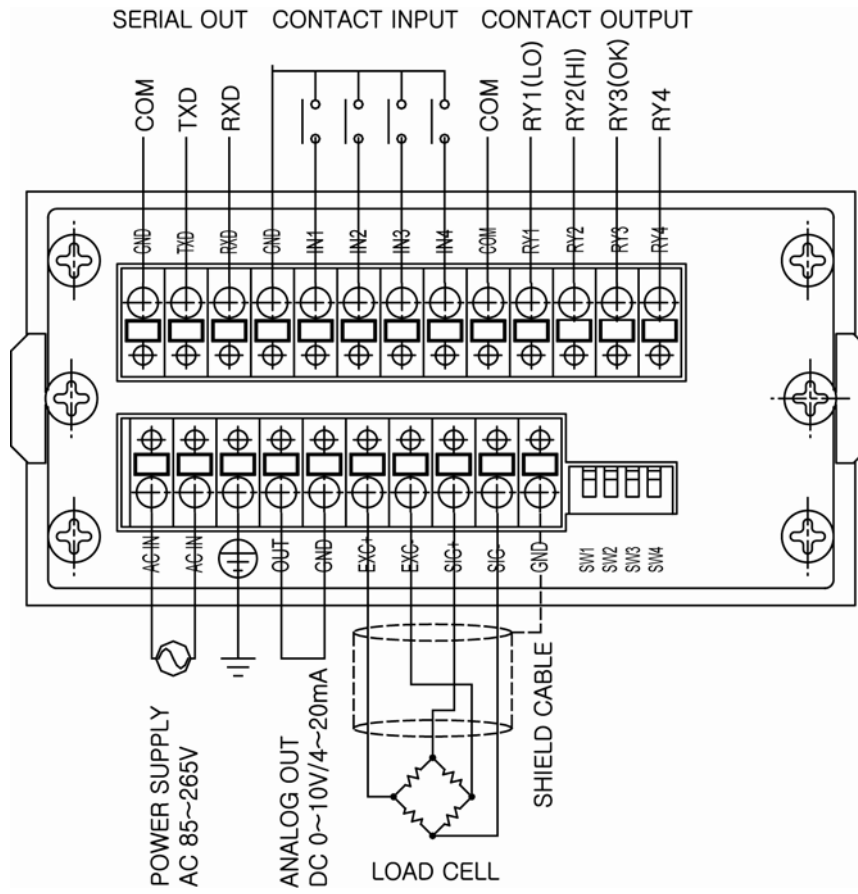 SERIAL OUT CONTACT INPUT CONTACT OUTPUT
COM
TXD
RXD
COM
RY1(LO)
RY2(HI)
RY3(OK)
RY4
GND
TXD
RXD
GND
IN1
IN2
IN3
IN4
COM
RY1
RY2
RY3
RY4
AC IN
AC IN
OUT
GND
EXC+
EXC-
SIG+
SIG-
GND
SW1
SW2
SW3
SW4
POWER SUPPLY
AC 85~265V
ANALOG OUT
DC 0~10V/4~20mA
LOAD CELL
SHIELD CABLE